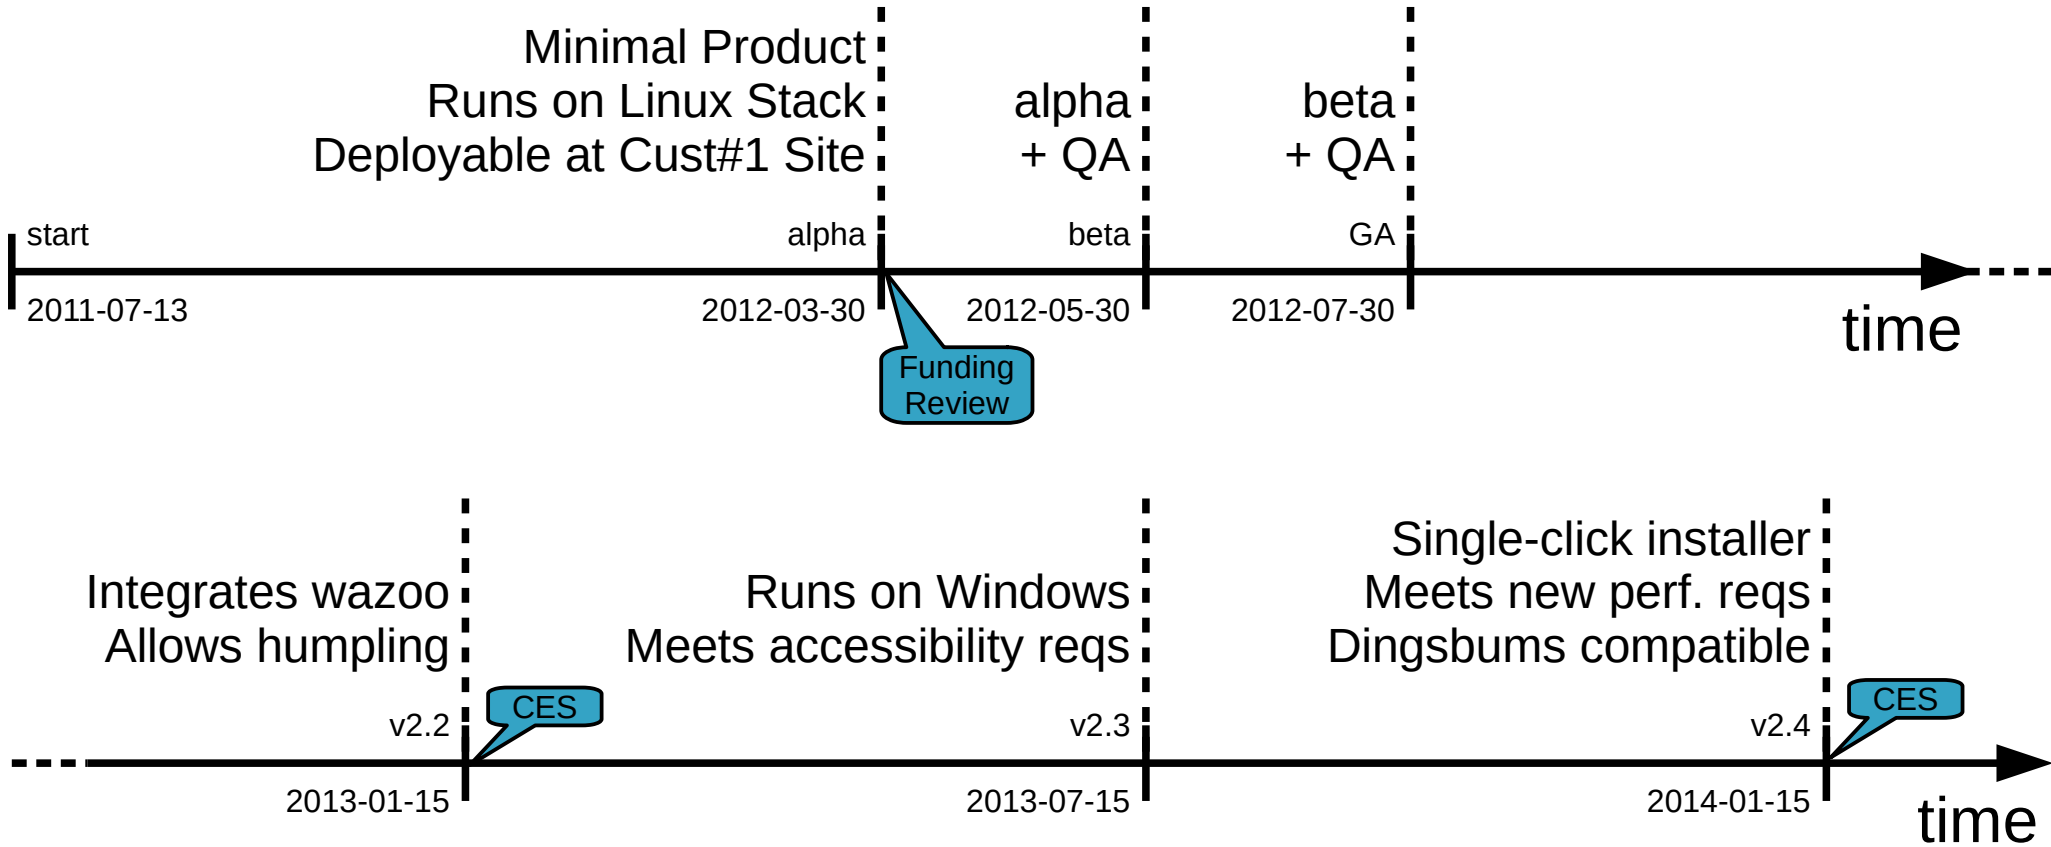 Minimal Product
Runs on Linux Stack
Deployable at Cust#1 Site
alpha
+ QA
beta
+ QA
start
alpha
beta
GA
2011-07-13
2012-03-30
2012-05-30
2012-07-30
time
Funding
Review
Integrates wazoo
Allows humpling
Runs on Windows
Meets accessibility reqs
Single-click installer
Meets new perf. reqs
Dingsbums compatible
v2.2
CES
v2.3
v2.4
CES
2013-01-15
2013-07-15
2014-01-15
time